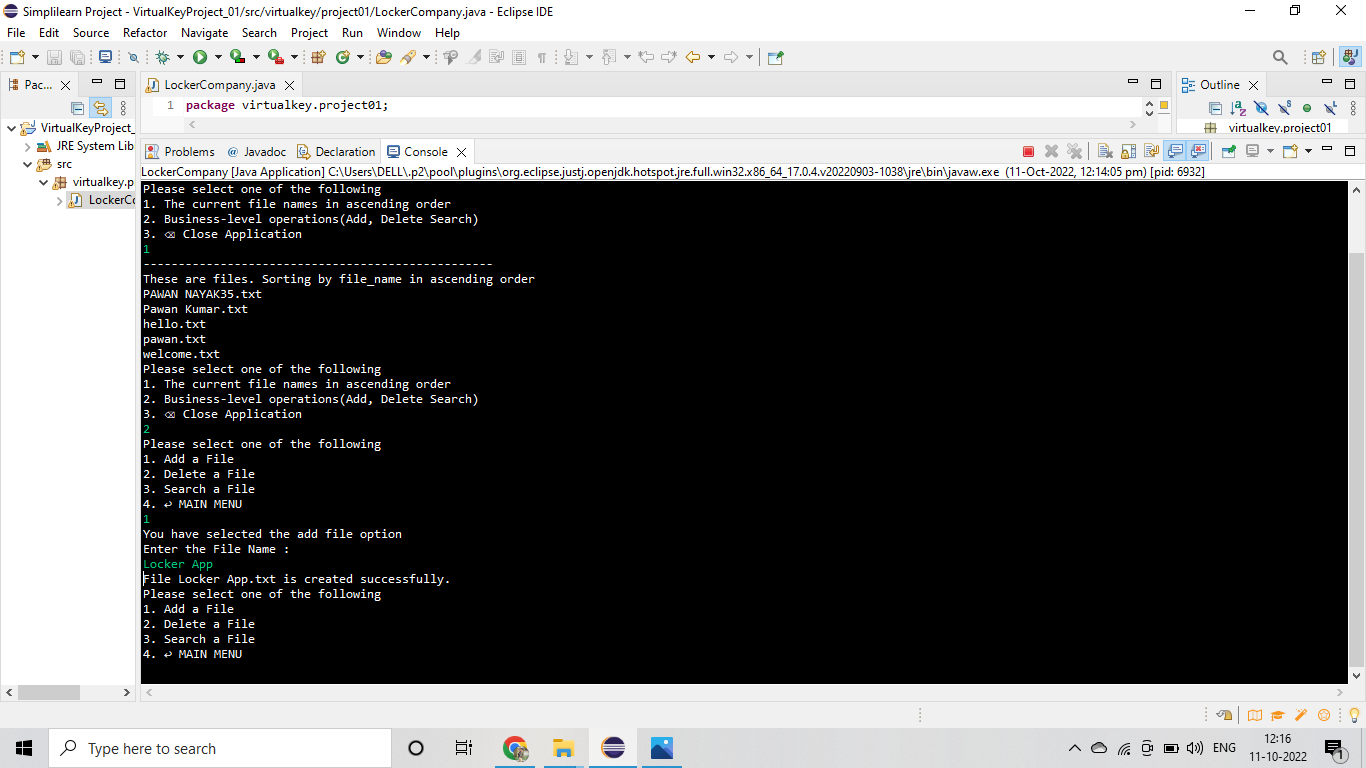 Simplilearn Project - VirtualKeyProject_01/src/virtualkey/project01/LockerCompany.java - Eclipse IDE
File Edit Source Refactor Navigate Search Project Run Window Help
Pac...
LockerCompany.java
Outline
1 package virtualkey.project01;
virtualkey.project01
VirtualKeyProject_
JRE System Lib
src
virtualkey.p
LockerCo
Problems @ Javadoc Declaration Console
LockerCompany [Java Application] C:\Users\DELL\.p2\pool\plugins\org.eclipse.justj.openjdk.hotspot.jre.full.win32.x86_64_17.0.4.v20220903-1038\jre\bin\javaw.exe (11-Oct-2022, 12:14:05 pm) [pid: 6932]
Please select one of the following
1. The current file names in ascending order
2. Business-level operations(Add, Delete Search)
3. ⌫ Close Application
1
--------------------------------------------------
These are files. Sorting by file_name in ascending order
PAWAN NAYAK35.txt
Pawan Kumar.txt
hello.txt
pawan.txt
welcome.txt
Please select one of the following
1. The current file names in ascending order
2. Business-level operations(Add, Delete Search)
3. ⌫ Close Application
2
Please select one of the following
1. Add a File
2. Delete a File
3. Search a File
4. ↩ MAIN MENU
1
You have selected the add file option
Enter the File Name :
Locker App
File Locker App.txt is created successfully.
Please select one of the following
1. Add a File
2. Delete a File
3. Search a File
4. ↩ MAIN MENU
Type here to search
ENG
12:16
11-10-2022
1